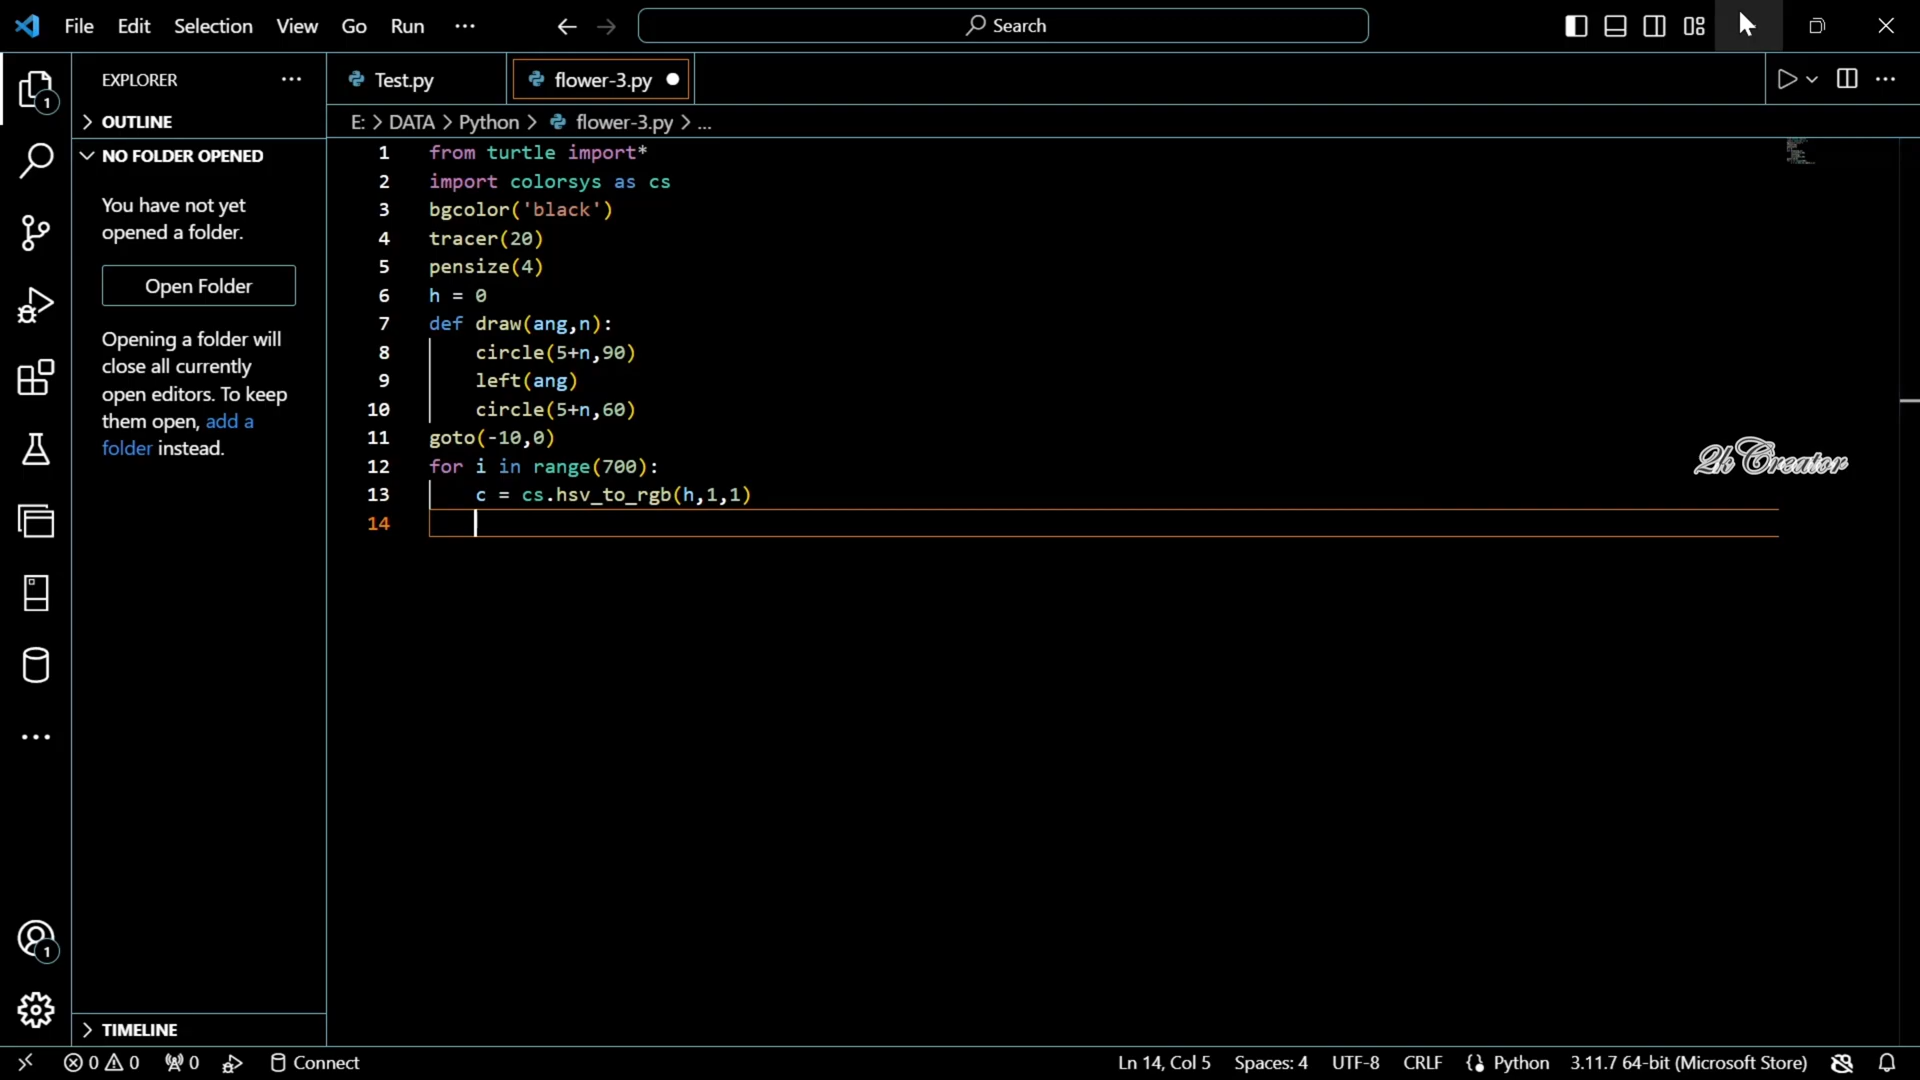 File Edit Selection View Go Run ··· Search
EXPLORER ···
OUTLINE
NO FOLDER OPENED
You have not yet
opened a folder.
Open Folder
Opening a folder will
close all currently
open editors. To keep
them open, add a
folder instead.
TIMELINE
1
1
Test.py flower-3.py
E: > DATA > Python > flower-3.py > ...
1 from turtle import*
2 import colorsys as cs
3 bgcolor('black')
4 tracer(20)
5 pensize(4)
6 h = 0
7 def draw(ang,n):
8 circle(5+n,90)
9 left(ang)
10 circle(5+n,60)
11 goto(-10,0)
12 for i in range(700):
13 c = cs.hsv_to_rgb(h,1,1)
14
2kCreator
0 0 0 Connect Ln 14, Col 5 Spaces: 4 UTF-8 CRLF Python 3.11.7 64-bit (Microsoft Store)